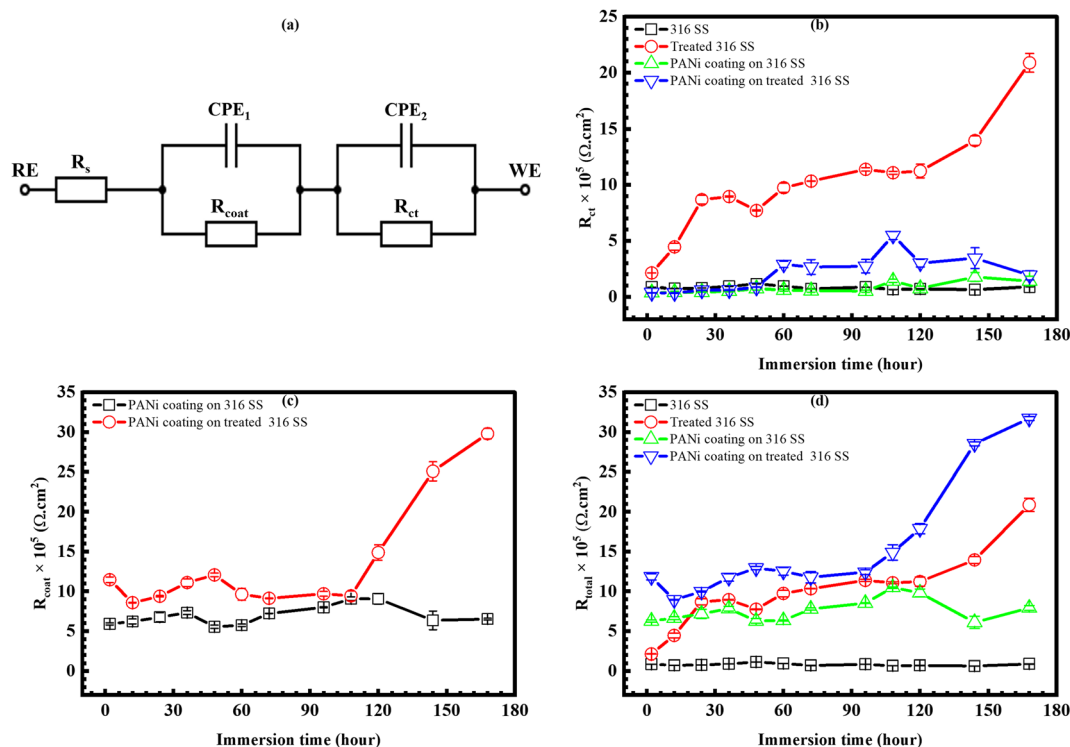 (a)
CPE1
CPE2
RE
Rs
WE
Rcoat
Rct
(b)
316 SS
Treated 316 SS
PANi coating on 316 SS
PANi coating on treated 316 SS
25
20
15
10
5
0
Rct × 10^5 (Ω.cm2)
0 30 60 90 120 150 180
Immersion time (hour)
(c)
PANi coating on 316 SS
PANi coating on treated 316 SS
35
30
25
20
15
10
5
0
Rcoat × 10^5 (Ω.cm2)
0 30 60 90 120 150 180
Immersion time (hour)
(d)
316 SS
Treated 316 SS
PANi coating on 316 SS
PANi coating on treated 316 SS
35
30
25
20
15
10
5
0
Rtotal × 10^5 (Ω.cm2)
0 30 60 90 120 150 180
Immersion time (hour)